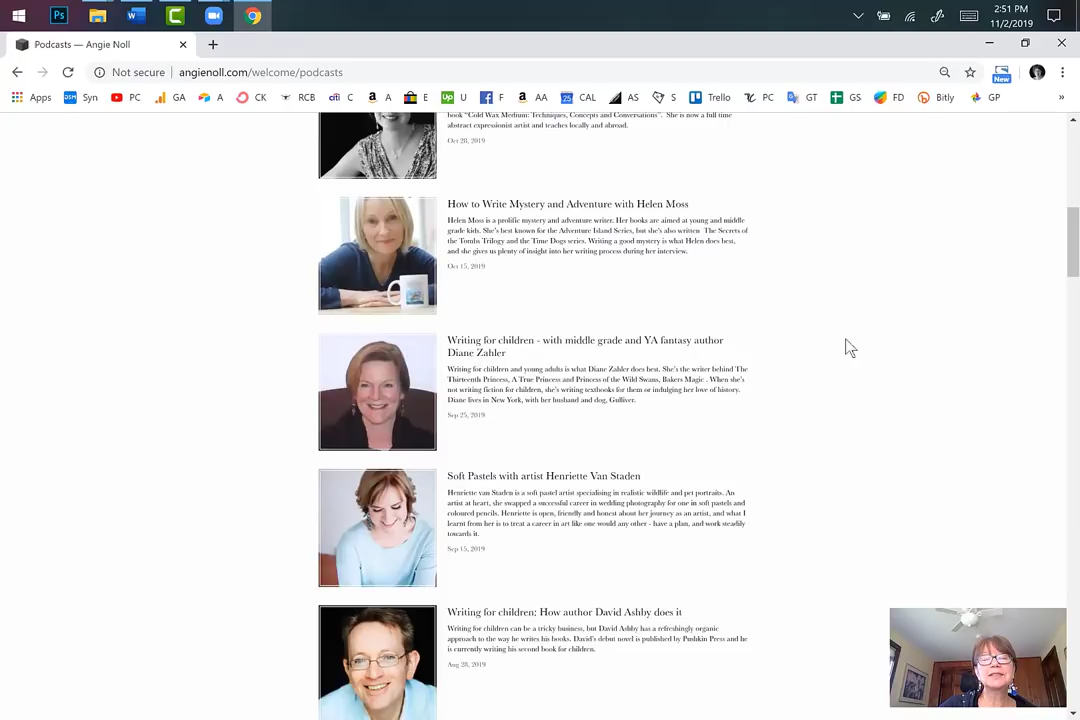 Ps
W
C
2:51 PM
11/2/2019
Podcasts — Angie Noll
Not secure
angienoll.com/welcome/podcasts
New
Apps
DSM Syn
PC
GA
A
CK
RCB
citi C
a A
E
Up U
F
a AA
25 CAL
AS
S
Trello
PC
GT
GS
FD
Bitly
GP
»
book “Cold Wax Medium: Techniques, Concepts and Conversations”. She is now a full time
abstract expressionist artist and teaches locally and abroad.
Oct 28, 2019
How to Write Mystery and Adventure with Helen Moss
Helen Moss is a prolific mystery and adventure writer. Her books are aimed at young and middle
grade kids. She's best known for the Adventure Island Series, but she's also written The Secrets of
the Tombs Trilogy and the Time Dogs series. Writing a good mystery is what Helen does best,
and she gives us plenty of insight into her writing process during her interview.
Oct 15, 2019
Writing for children - with middle grade and YA fantasy author
Diane Zahler
Writing for children and young adults is what Diane Zahler does best. She's the writer behind The
Thirteenth Princess, A True Princess and Princess of the Wild Swans, Bakers Magic . When she's
not writing fiction for children, she's writing textbooks for them or indulging her love of history.
Diane lives in New York, with her husband and dog, Gulliver.
Sep 25, 2019
Soft Pastels with artist Henriette Van Staden
Henriette van Staden is a soft pastel artist specialising in realistic wildlife and pet portraits. An
artist at heart, she swapped a successful career in wedding photography for one in soft pastels and
coloured pencils. Henriette is open, friendly and honest about her journey as an artist, and what I
learnt from her is to treat a career in art like one would any other - have a plan, and work steadily
towards it.
Sep 15, 2019
Writing for children: How author David Ashby does it
Writing for children can be a tricky business, but David Ashby has a refreshingly organic
approach to the way he writes his books. David's debut novel is published by Pushkin Press and he
is currently writing his second book for children.
Aug 28, 2019